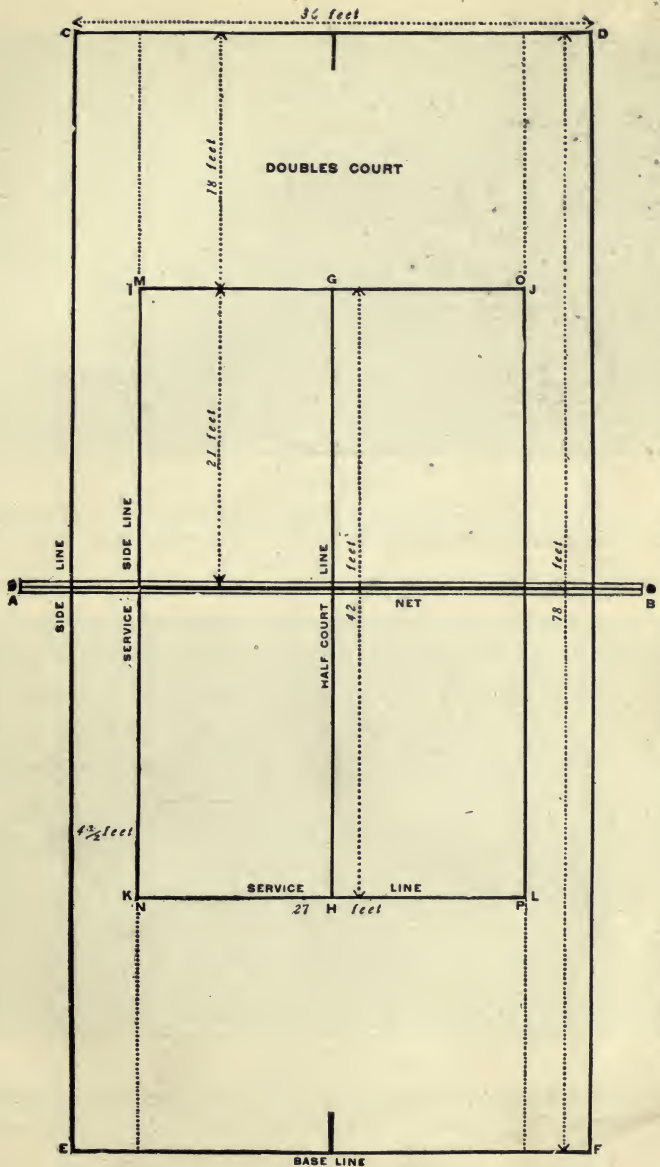 36 feet
C
D
18 feet
DOUBLES COURT
M
I
G
O
J
21 feet
SIDE LINE
SERVICE SIDE LINE
HALF COURT LINE
42 feet
78 feet
A
NET
B
4½ feet
K
N
SERVICE LINE
27 H feet
L
P
E
BASE LINE
F